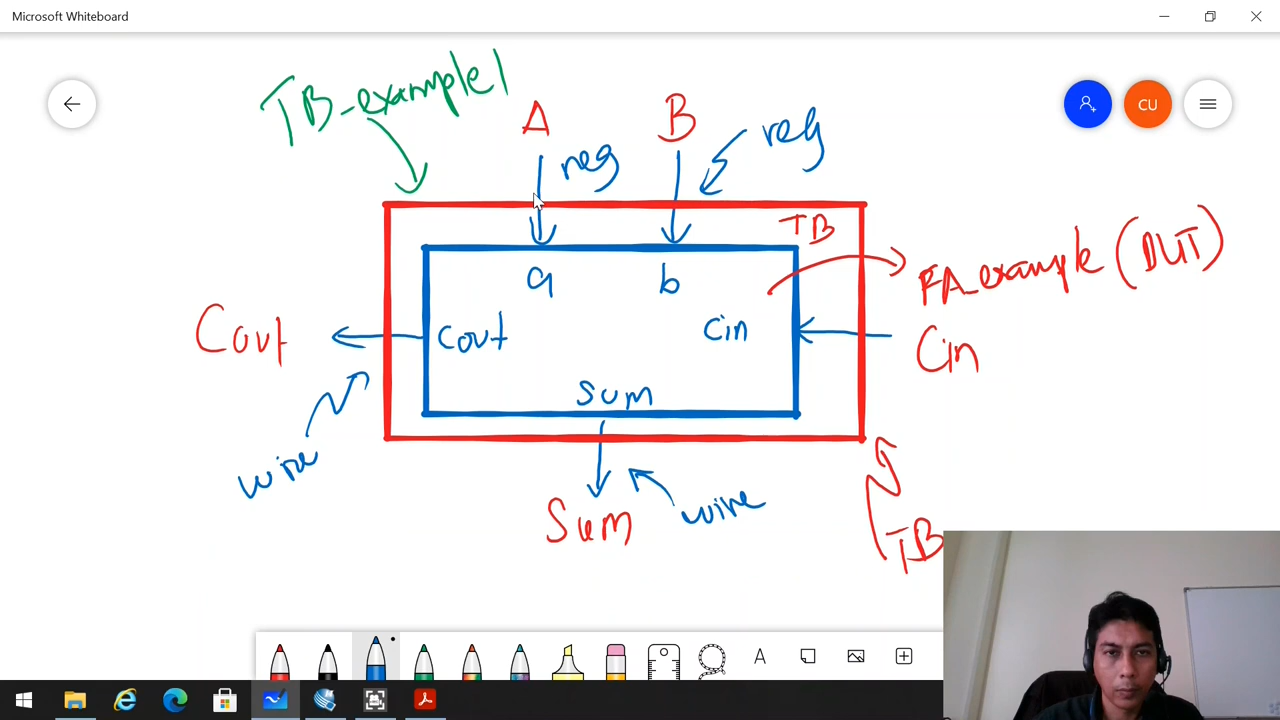 Microsoft Whiteboard
TB_example1
A
B
reg
reg
CU
TB
FA_example (DUT)
a
b
Cout
Cout
Cin
Cin
Sum
wire
Sum
wire
TB
A